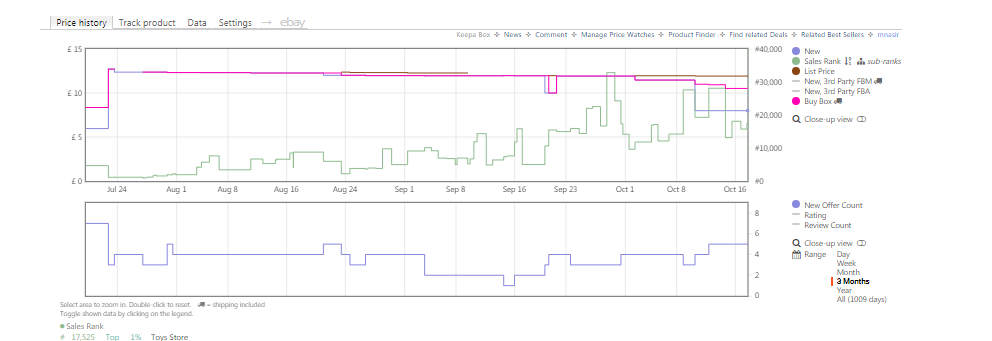 Price history Track product Data Settings → ebay
Keepa Box ✧ News ✧ Comment ✧ Manage Price Watches ✧ Product Finder ✧ Find related Deals ✧ Related Best Sellers ✧ mnasir
£ 15
£ 10
£ 5
£ 0
#40,000
#30,000
#20,000
#10,000
#0
Jul 24 Aug 1 Aug 8 Aug 16 Aug 24 Sep 1 Sep 8 Sep 16 Sep 23 Oct 1 Oct 8 Oct 16
New
Sales Rank sub-ranks
List Price
New, 3rd Party FBM
New, 3rd Party FBA
Buy Box
Close-up view
8
6
4
2
0
New Offer Count
Rating
Review Count
Close-up view
Range Day
Week
Month
3 Months
Year
All (1009 days)
Select area to zoom in. Double-click to reset. = shipping included
Toggle shown data by clicking on the legend.
Sales Rank
# 17,525 Top 1% Toys Store